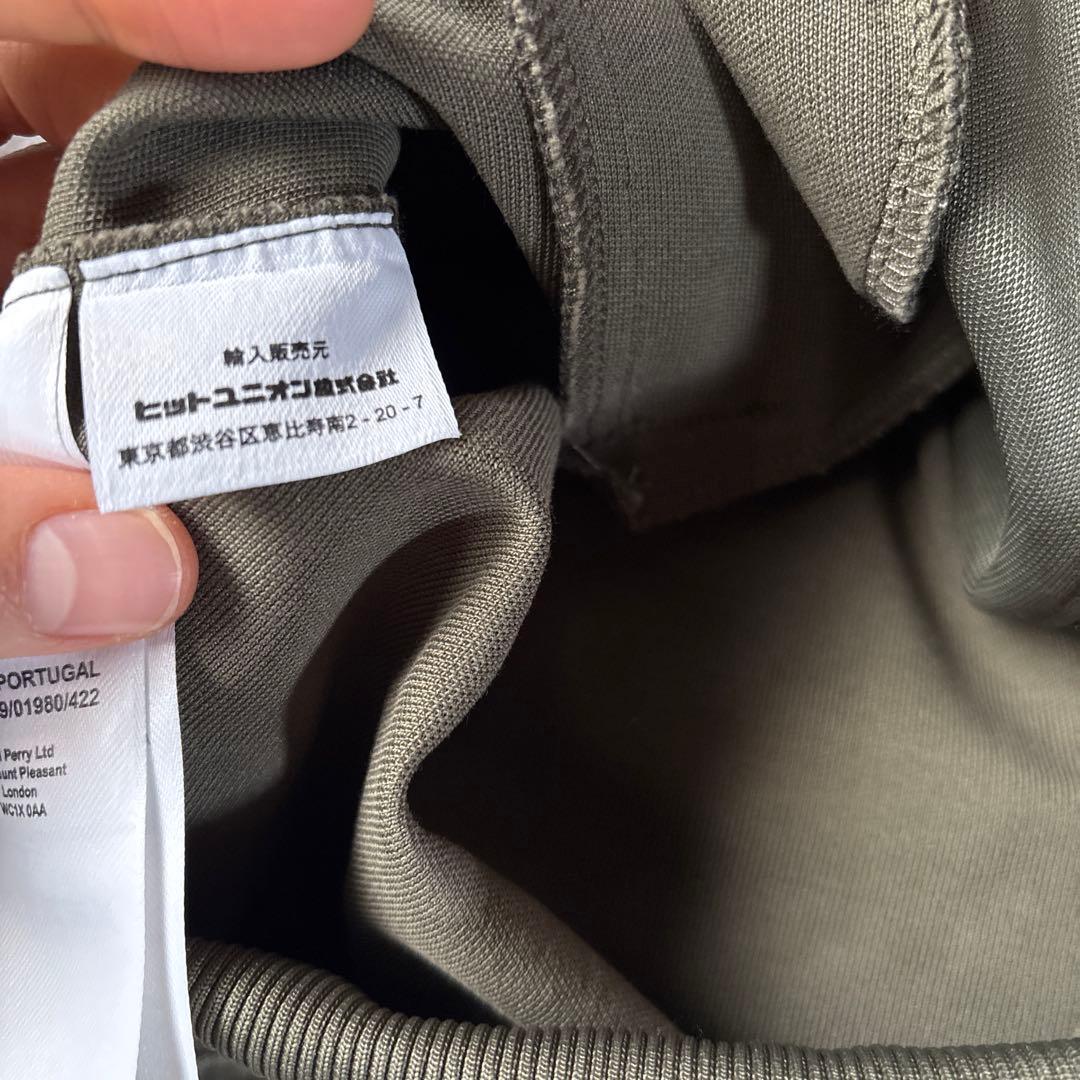 輸入販売元
ヒットユニオン株式会社
東京都渋谷区恵比寿南2-20-7
PORTUGAL
9/01980/422
Perry Ltd
Pleasant
London
WC1X 0AA